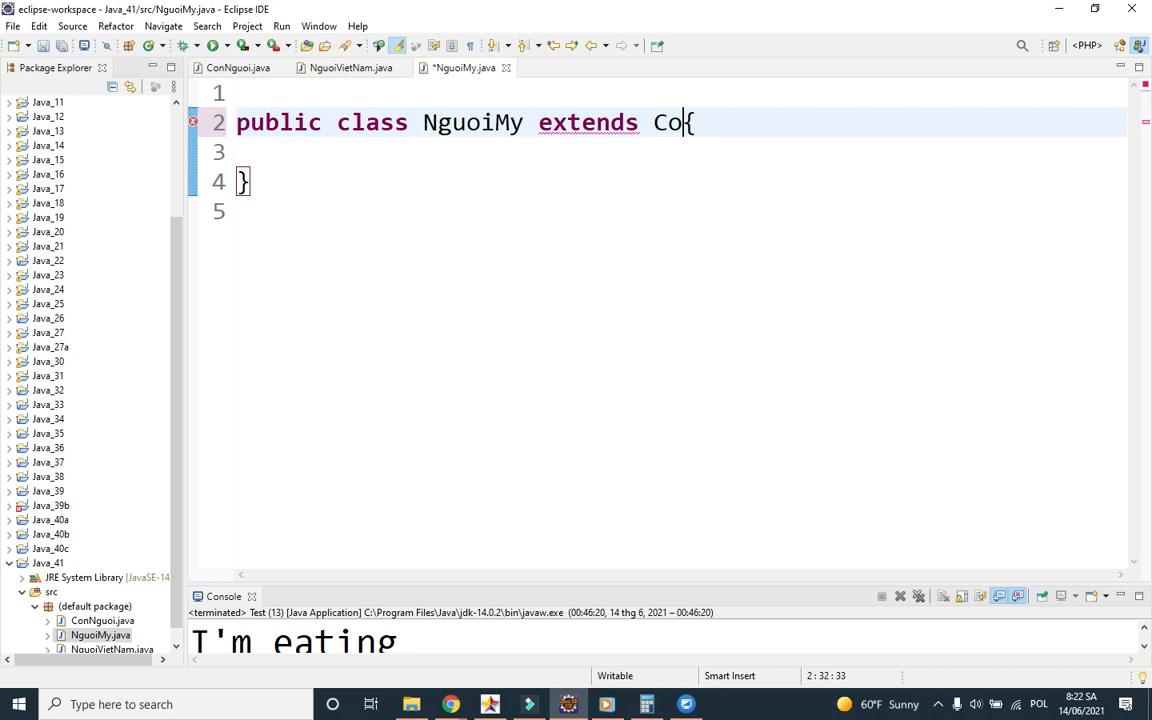 eclipse-workspace - Java_41/src/NguoiMy.java - Eclipse IDE
File Edit Source Refactor Navigate Search Project Run Window Help
<PHP>
Package Explorer
ConNguoi.java
NguoiVietNam.java
*NguoiMy.java
Java_11
Java_12
Java_13
Java_14
Java_15
Java_16
Java_17
Java_18
Java_19
Java_20
Java_21
Java_22
Java_23
Java_24
Java_25
Java_26
Java_27
Java_27a
Java_30
Java_31
Java_32
Java_33
Java_34
Java_35
Java_36
Java_37
Java_38
Java_39
Java_39b
Java_40a
Java_40b
Java_40c
Java_41
JRE System Library [JavaSE-14
src
(default package)
ConNguoi.java
NguoiMy.java
NguoiVietNam.java
1
2 public class NguoiMy extends Co{
3
4 }
5
Console
<terminated> Test (13) [Java Application] C:\Program Files\Java\jdk-14.0.2\bin\javaw.exe (00:46:20, 14 thg 6, 2021 – 00:46:20)
I'm eating
Writable
Smart Insert
2 : 32 : 33
Type here to search
60°F Sunny
POL
8:22 SA
14/06/2021